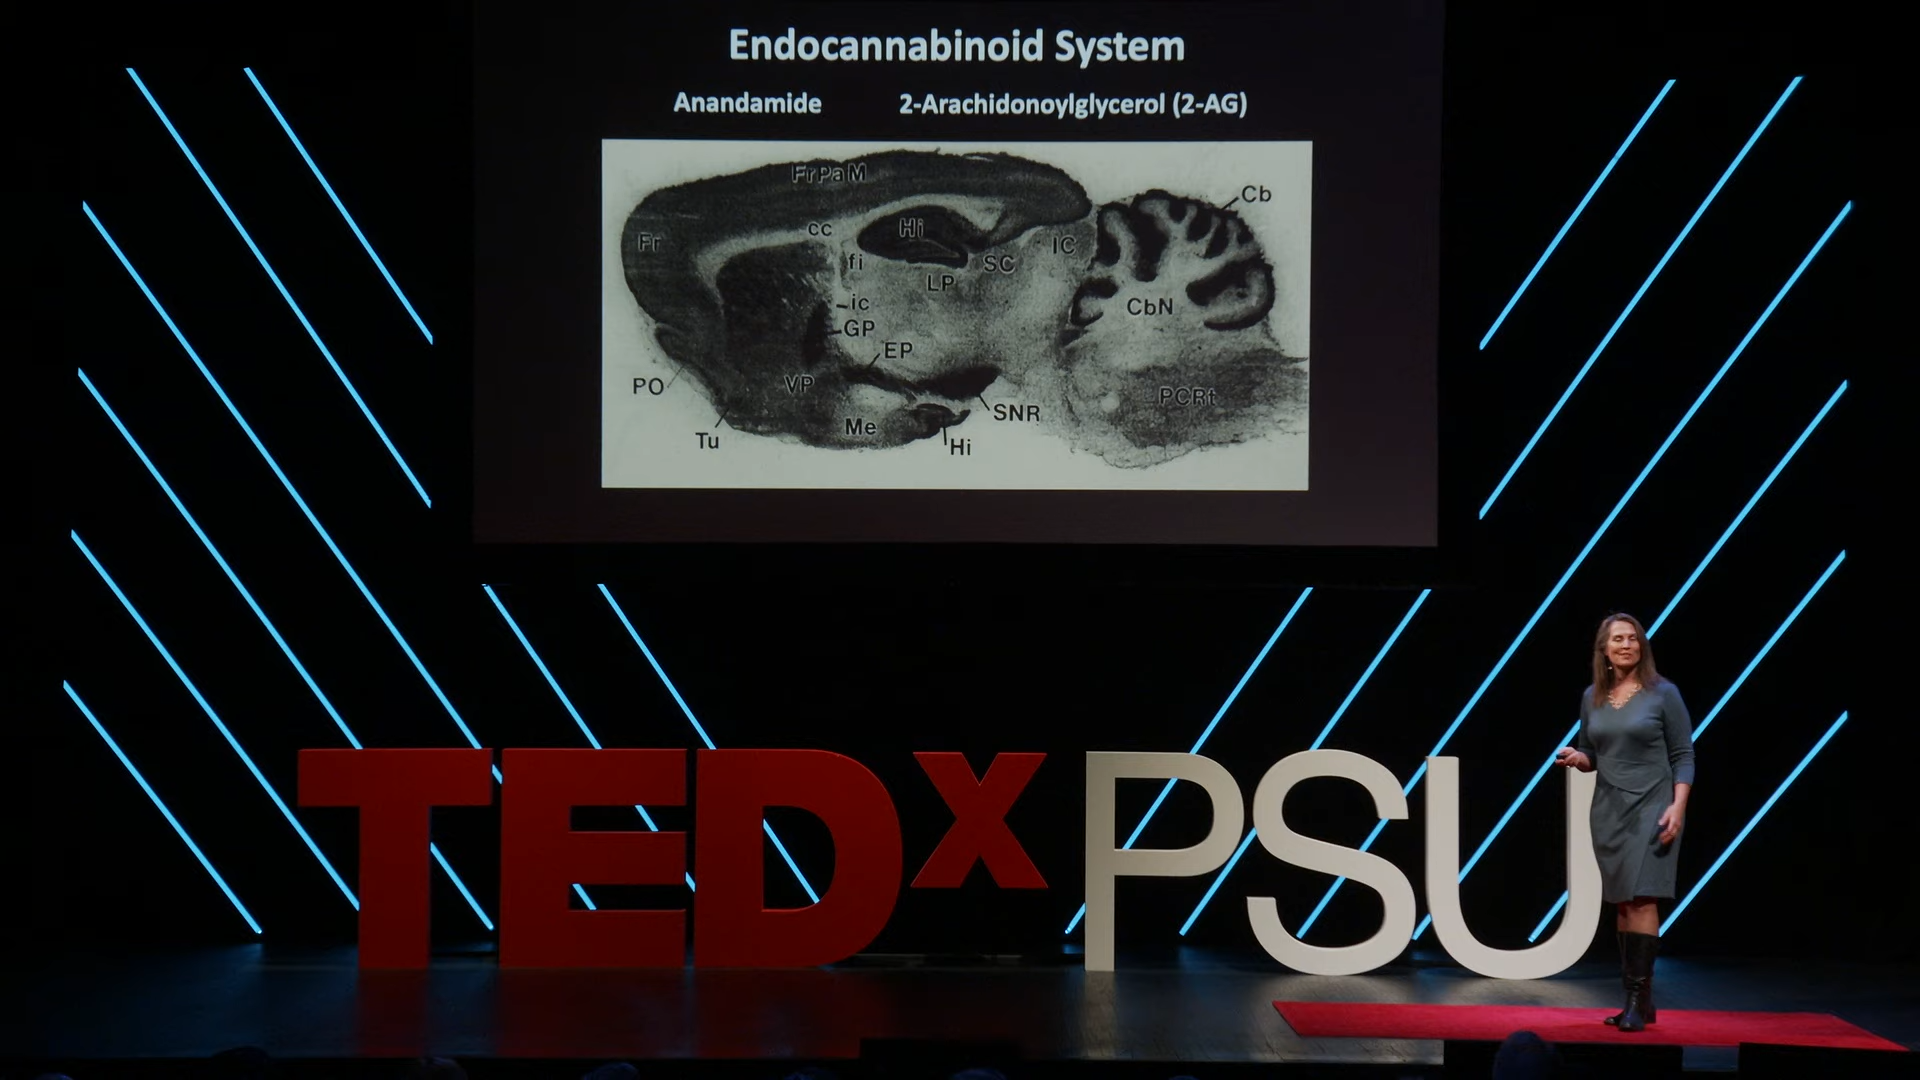 Endocannabinoid System
Anandamide 2-Arachidonoylglycerol (2-AG)
FrPaM
Cb
Fr
cc
Hi
IC
fi
SC
LP
ic
CbN
GP
EP
PO
VP
PCRt
SNR
Me
Tu
Hi
TEDxPSU